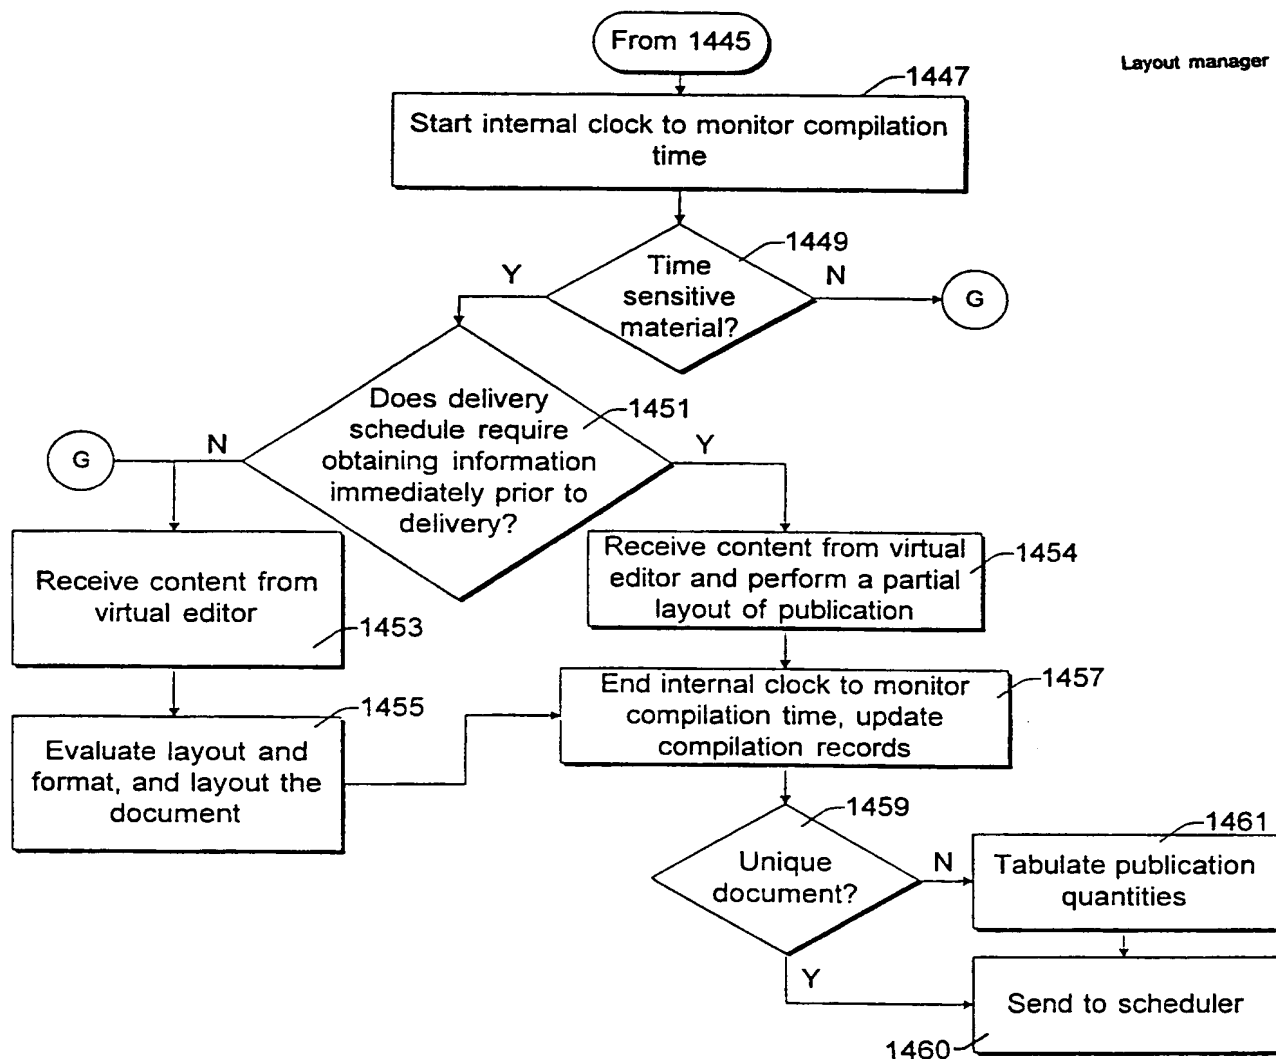 From 1445
Layout manager
1447
Start internal clock to monitor compilation
time
1449
Time
sensitive
material?
Y
N
G
Does delivery
schedule require
obtaining information
immediately prior to
delivery?
1451
G
N
Y
Receive content from
virtual editor
1453
Receive content from virtual
editor and perform a partial
layout of publication
1454
Evaluate layout and
format, and layout the
document
1455
End internal clock to monitor
compilation time, update
compilation records
1457
Unique
document?
1459
N
Y
1461
Tabulate publication
quantities
Send to scheduler
1460